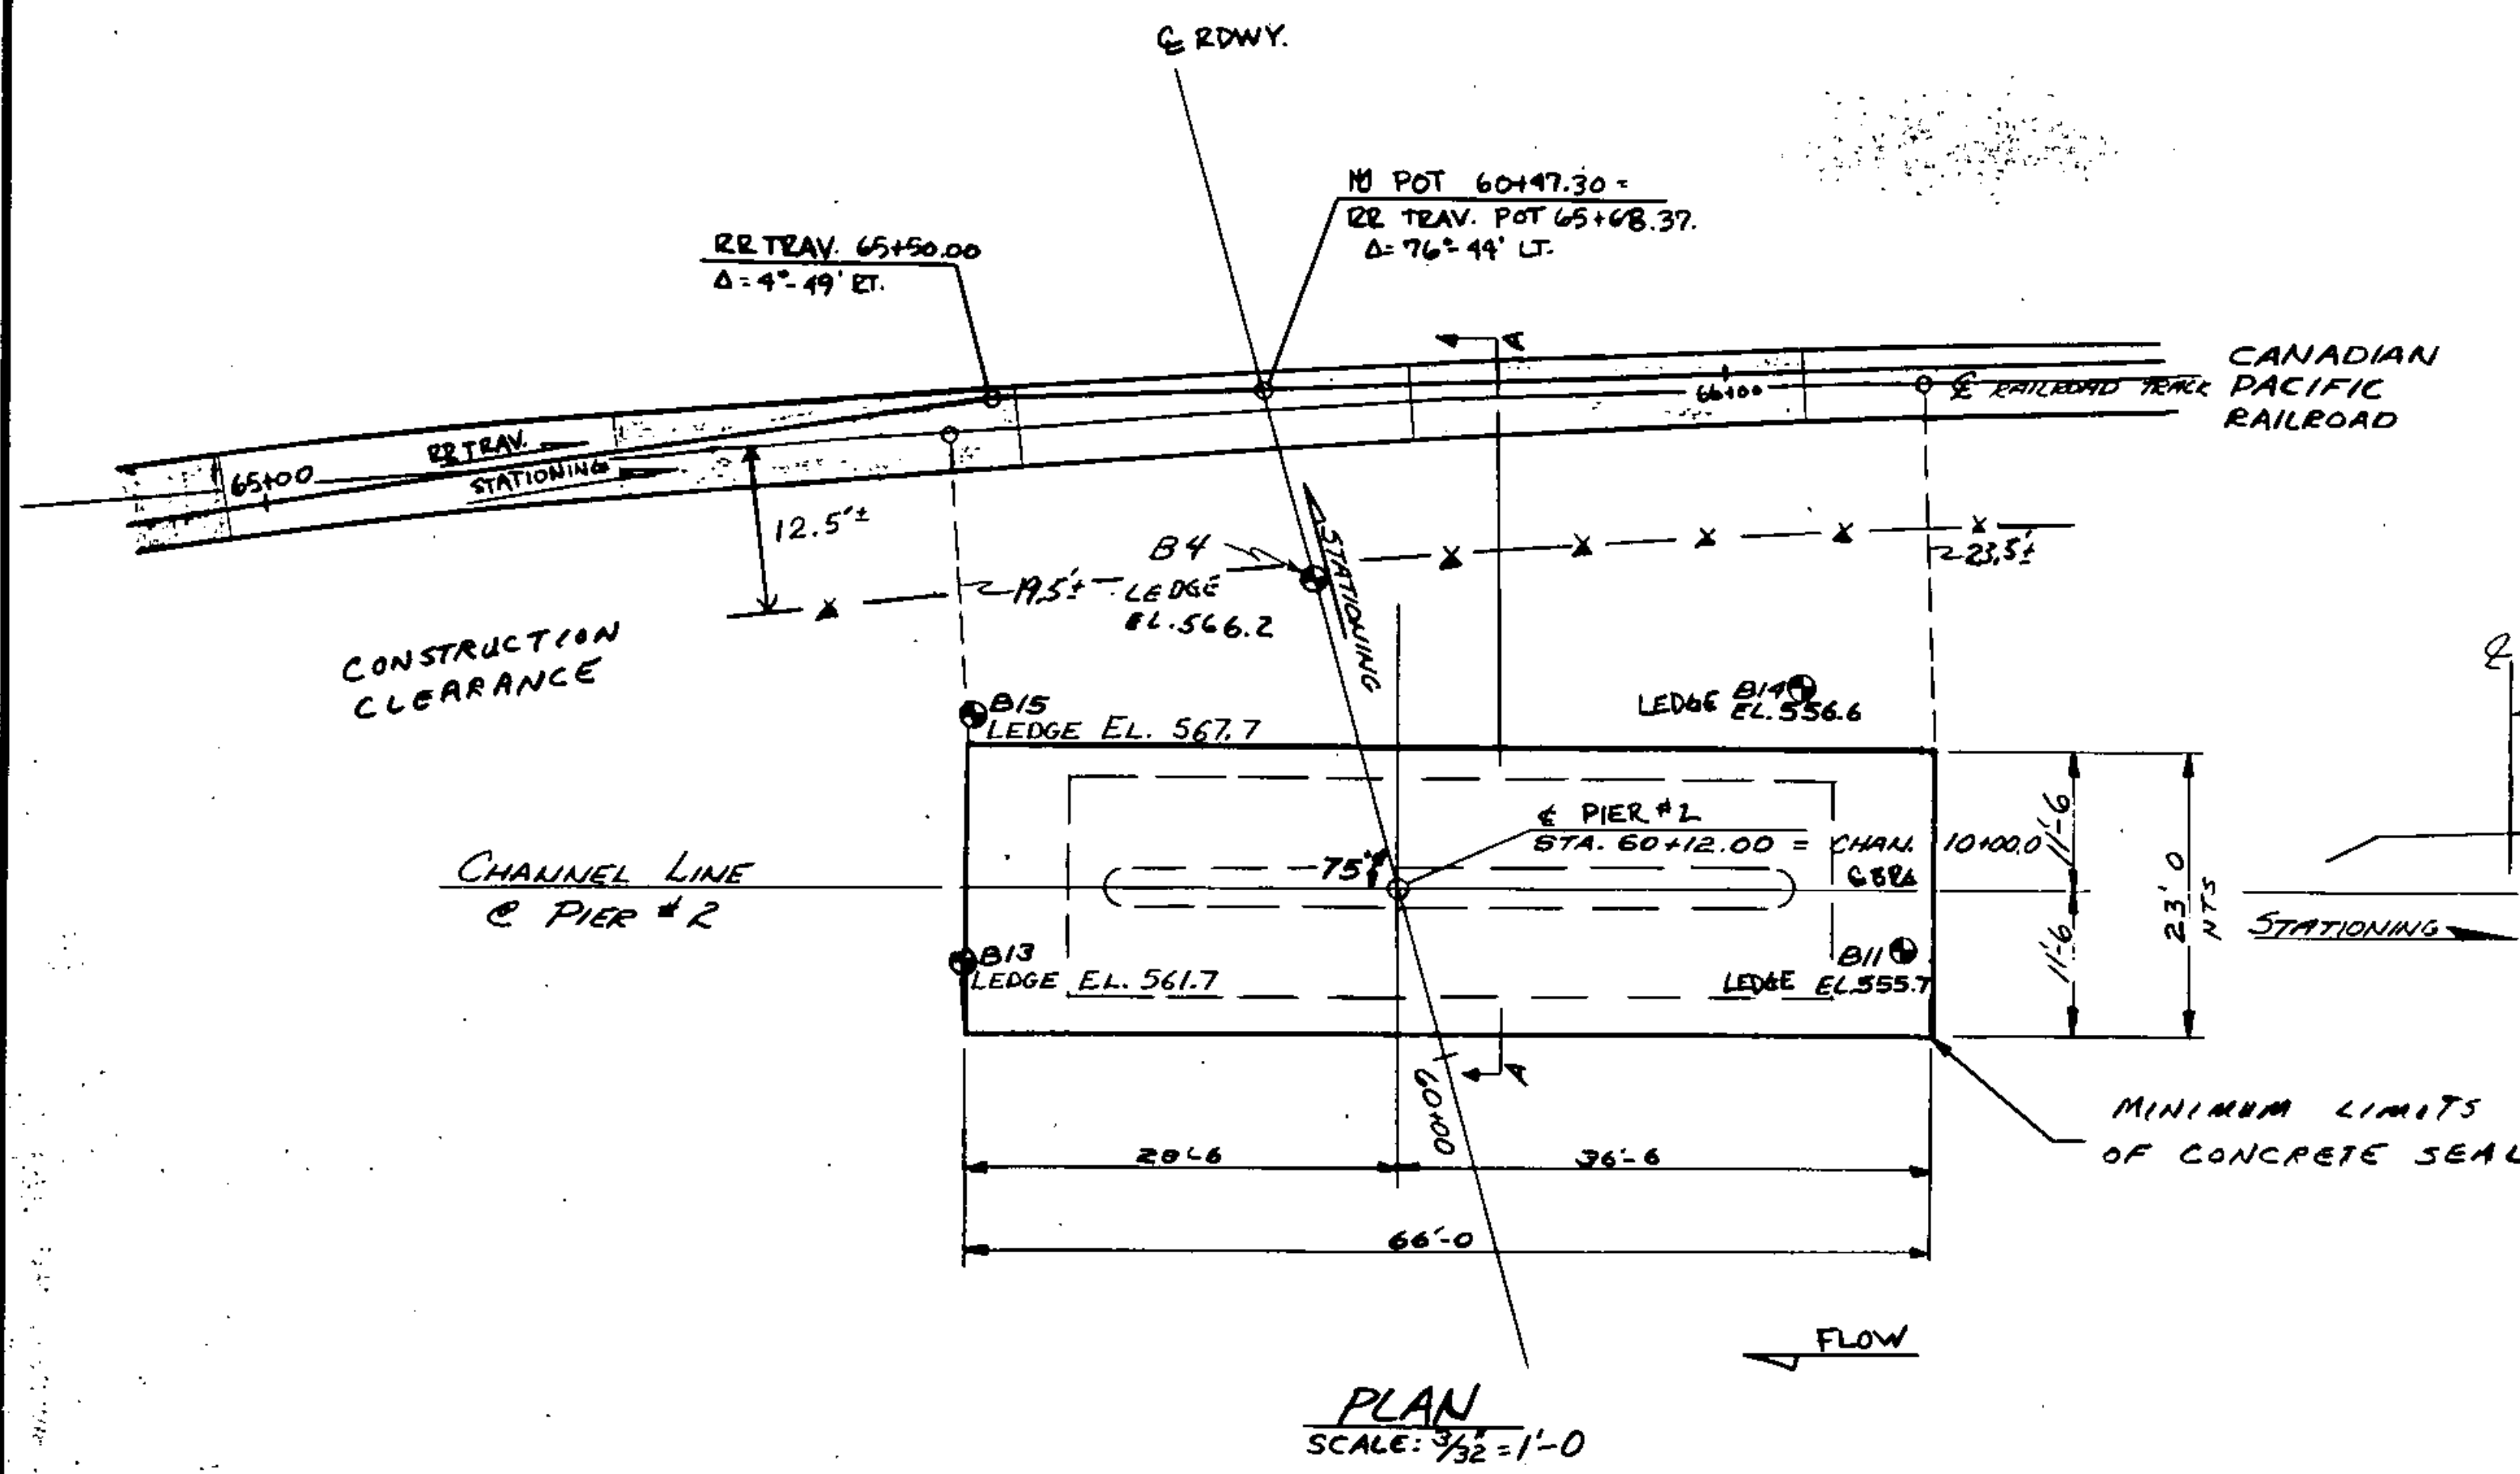 ℄ RDWY.
POT 60+47.30 =
RR TRAV. POT 65+68.37.
Δ= 76°-44' LT.
RR TRAV. 65+50.00
Δ= 4°-49' RT.
A
CANADIAN
PACIFIC
RAILROAD
℄ RAILROAD TRACK
66+00
RR TRAV.
STATIONING
65+00
12.5'±
B4
LEDGE
EL. 566.2
19.5'±
STATIONING
23.5'±
CONSTRUCTION
CLEARANCE
B15
LEDGE EL. 567.7
B14
LEDGE EL. 556.6
℄
℄ PIER #2
STA. 60+12.00 = CHAN. 10+00.0
75°
CHANNEL LINE
@ PIER #2
11'-6
11'-6
23'0
NTS
STATIONING
B13
LEDGE EL. 561.7
B11
LEDGE EL. 555.7
A
60+00
MINIMUM LIMITS
OF CONCRETE SEAL
36'-6
66'-0
FLOW
PLAN
SCALE: 3/32" = 1'-0